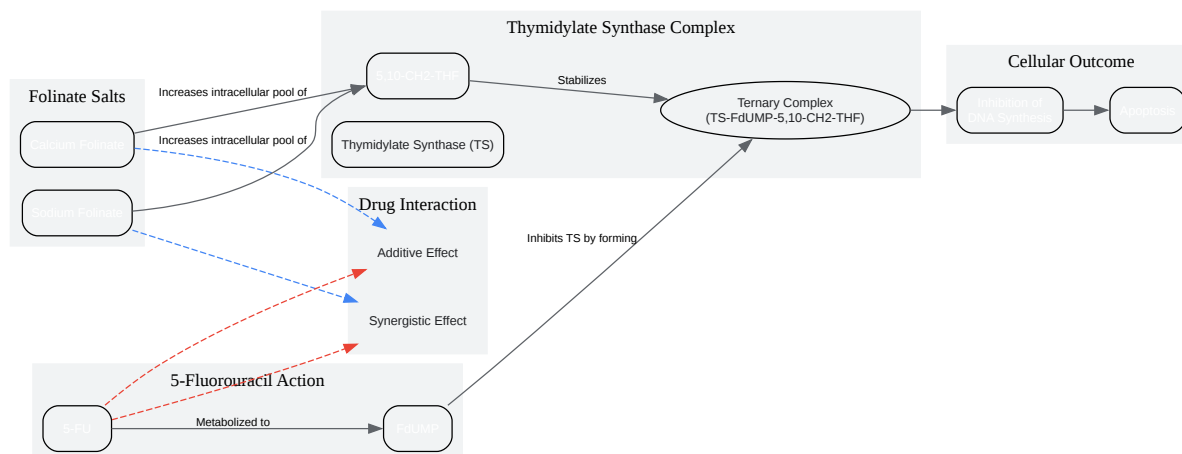 Thymidylate Synthase Complex
5,10-CH2-THF
Stabilizes
Ternary Complex
(TS-FdUMP-5,10-CH2-THF)
Thymidylate Synthase (TS)
Cellular Outcome
Inhibition of
DNA Synthesis
Apoptosis
Folinate Salts
Calcium Folinate
Sodium Folinate
Increases intracellular pool of
Increases intracellular pool of
Drug Interaction
Additive Effect
Synergistic Effect
Inhibits TS by forming
5-Fluorouracil Action
5-FU
Metabolized to
FdUMP